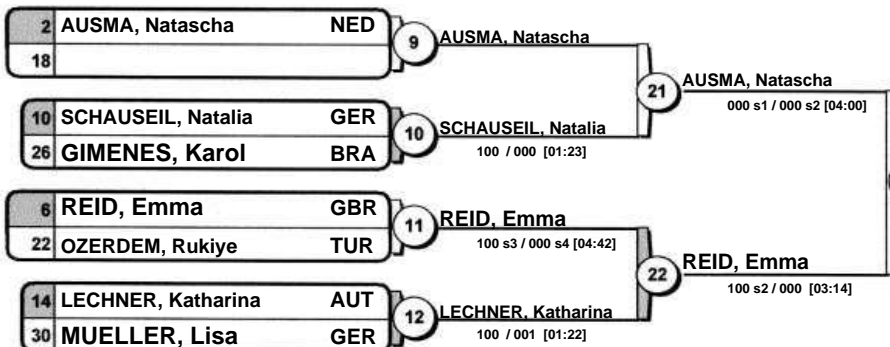 2 AUSMA, Natascha NED
18
9
AUSMA, Natascha
10 SCHAUSEIL, Natalia GER
26 GIMENES, Karol BRA
10
SCHAUSEIL, Natalia
100 / 000 [01:23]
21
AUSMA, Natascha
000 s1 / 000 s2 [04:00]
6 REID, Emma GBR
22 OZERDEM, Rukiye TUR
11
REID, Emma
100 s3 / 000 s4 [04:42]
14 LECHNER, Katharina AUT
30 MUELLER, Lisa GER
12
LECHNER, Katharina
100 / 001 [01:22]
22
REID, Emma
100 s2 / 000 [03:14]